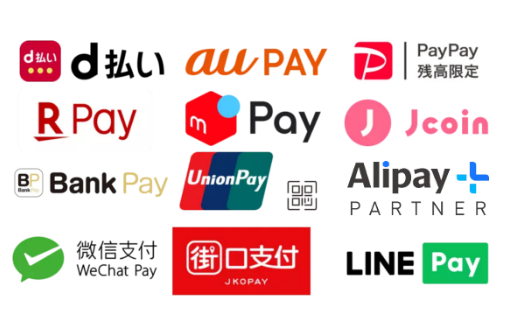 d払い d払い
au PAY
PayPay
残高限定
R Pay
m Pay
J Jcoin
BP
BankPay
Bank Pay
UnionPay
Alipay+
PARTNER
微信支付
WeChat Pay
街口支付
JKOPAY
LINE Pay